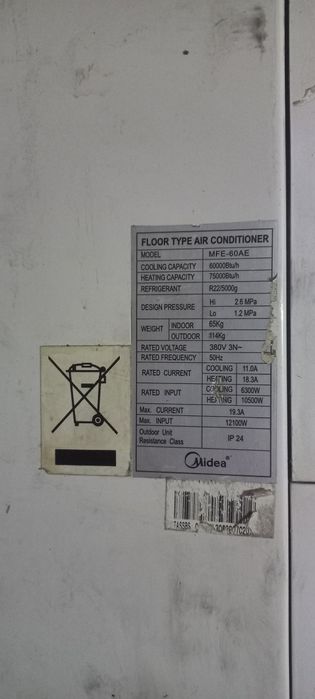 FLOOR TYPE AIR CONDITIONER
MODEL MFE-60AE
COOLING CAPACITY 60000Btu/h
HEATING CAPACITY 75000Btu/h
REFRIGERANT R22/5000g
DESIGN PRESSURE Hi 2.6 MPa
Lo 1.2 MPa
WEIGHT INDOOR 65Kg
OUTDOOR 114Kg
RATED VOLTAGE 380V 3N~
RATED FREQUENCY 50Hz
RATED CURRENT COOLING 11.0A
HEATING 18.3A
RATED INPUT COOLING 6300W
HEATING 10500W
Max. CURRENT 19.3A
Max. INPUT 12100W
Outdoor Unit
Resistance Class IP 24
Midea®